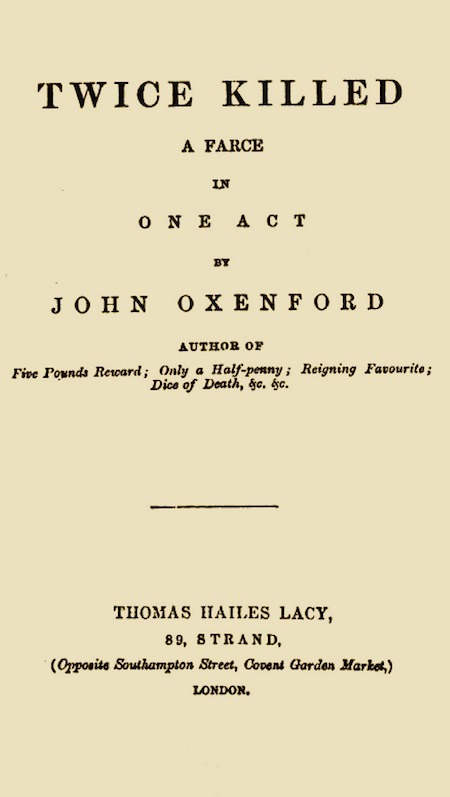 TWICE KILLED
A FARCE
IN
ONE ACT
BY
JOHN OXENFORD
AUTHOR OF
Five Pounds Reward; Only a Half-penny; Reigning Favourite;
Dice of Death, &c. &c.
THOMAS HAILES LACY,
89, STRAND,
(Opposite Southampton Street, Covent Garden Market,)
LONDON.